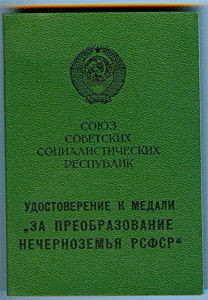 СОЮЗ
СОВЕТСКИХ
СОЦИАЛИСТИЧЕСКИХ
РЕСПУБЛИК
УДОСТОВЕРЕНИЕ К МЕДАЛИ
„ЗА ПРЕОБРАЗОВАНИЕ
НЕЧЕРНОЗЕМЬЯ РСФСР“